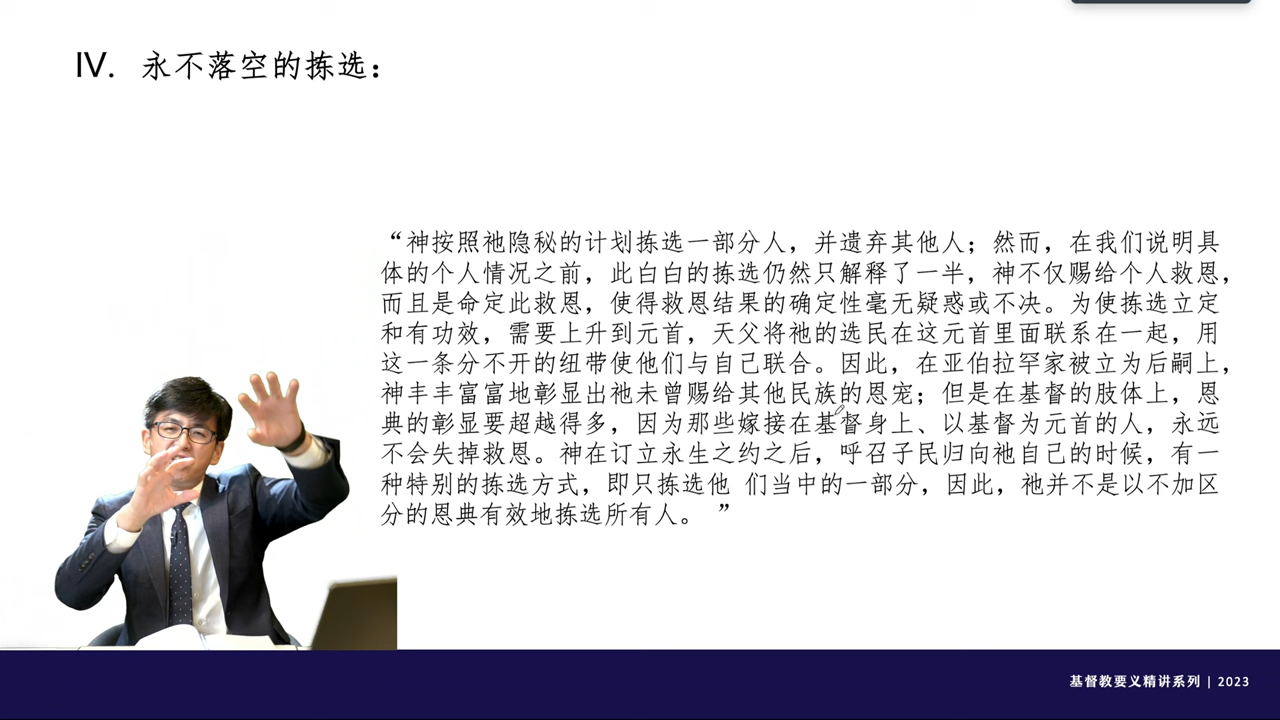 IV. 永不落空的拣选：
“神按照祂隐秘的计划拣选一部分人，并遗弃其他人；然而，在我们说明具
体的个人情况之前，此白白的拣选仍然只解释了一半，神不仅赐给个人救恩，
而且是命定此救恩，使得救恩结果的确定性毫无疑惑或不决。为使拣选立定
和有功效，需要上升到元首，天父将祂的选民在这元首里面联系在一起，用
这一条分不开的纽带使他们与自己联合。因此，在亚伯拉罕家被立为后嗣上，
神丰丰富富地彰显出祂未曾赐给其他民族的恩宠；但是在基督的肢体上，恩
典的彰显要超越得多，因为那些嫁接在基督身上、以基督为元首的人，永远
不会失掉救恩。神在订立永生之约之后，呼召子民归向祂自己的时候，有一
种特别的拣选方式，即只拣选他 们当中的一部分，因此，祂并不是以不加区
分的恩典有效地拣选所有人。 ”
基督教要义精讲系列 | 2023